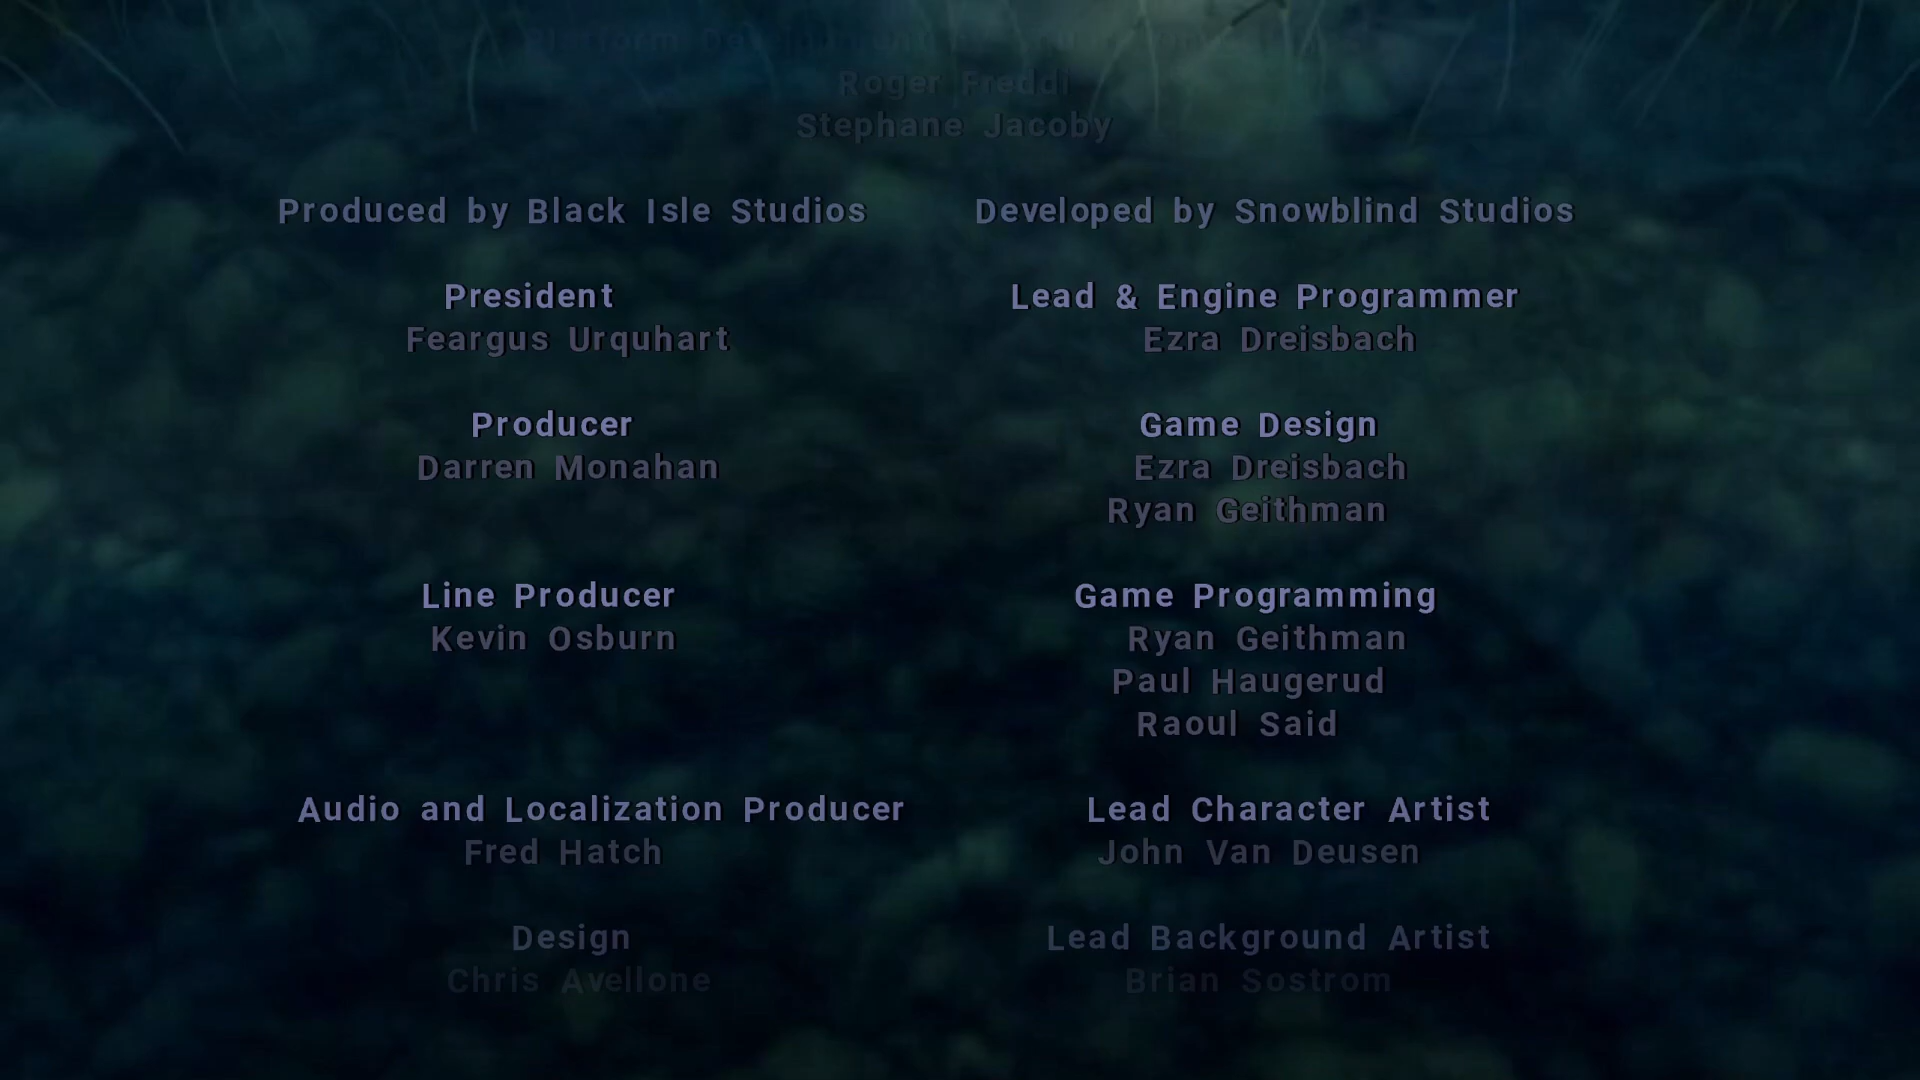 Roger Freddi
Stephane Jacoby
Produced by Black Isle Studios
Developed by Snowblind Studios
President
Feargus Urquhart
Lead & Engine Programmer
Ezra Dreisbach
Producer
Darren Monahan
Game Design
Ezra Dreisbach
Ryan Geithman
Line Producer
Kevin Osburn
Game Programming
Ryan Geithman
Paul Haugerud
Raoul Said
Audio and Localization Producer
Fred Hatch
Lead Character Artist
John Van Deusen
Design
Chris Avellone
Lead Background Artist
Brian Sostrom